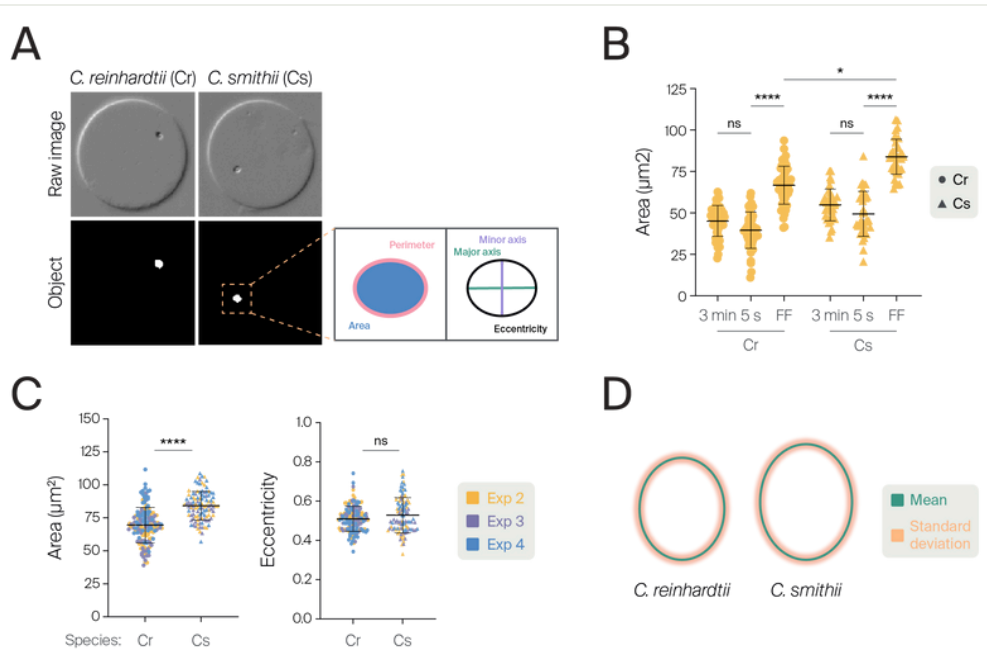 A
C. reinhardtii (Cr) C. smithii (Cs)
Raw image
Object
Perimeter
Area
Minor axis
Major axis
Eccentricity
B
Area (μm2)
125
100
75
50
25
0
ns
****
*
ns
****
3 min 5 s FF 3 min 5 s FF
Cr Cs
Cr
Cs
C
Area (μm²)
150
125
100
75
50
25
0
****
Species: Cr Cs
Eccentricity
1.0
0.8
0.6
0.4
0.2
0.0
ns
Cr Cs
Exp 2
Exp 3
Exp 4
D
C. reinhardtii C. smithii
Mean
Standard
deviation